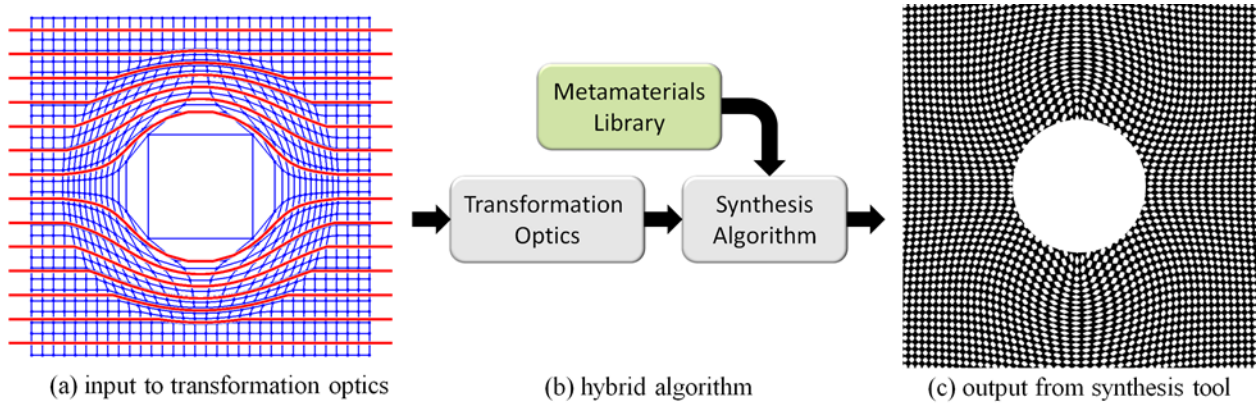 Metamaterials
Library
Transformation
Optics
Synthesis
Algorithm
(a) input to transformation optics
(b) hybrid algorithm
(c) output from synthesis tool